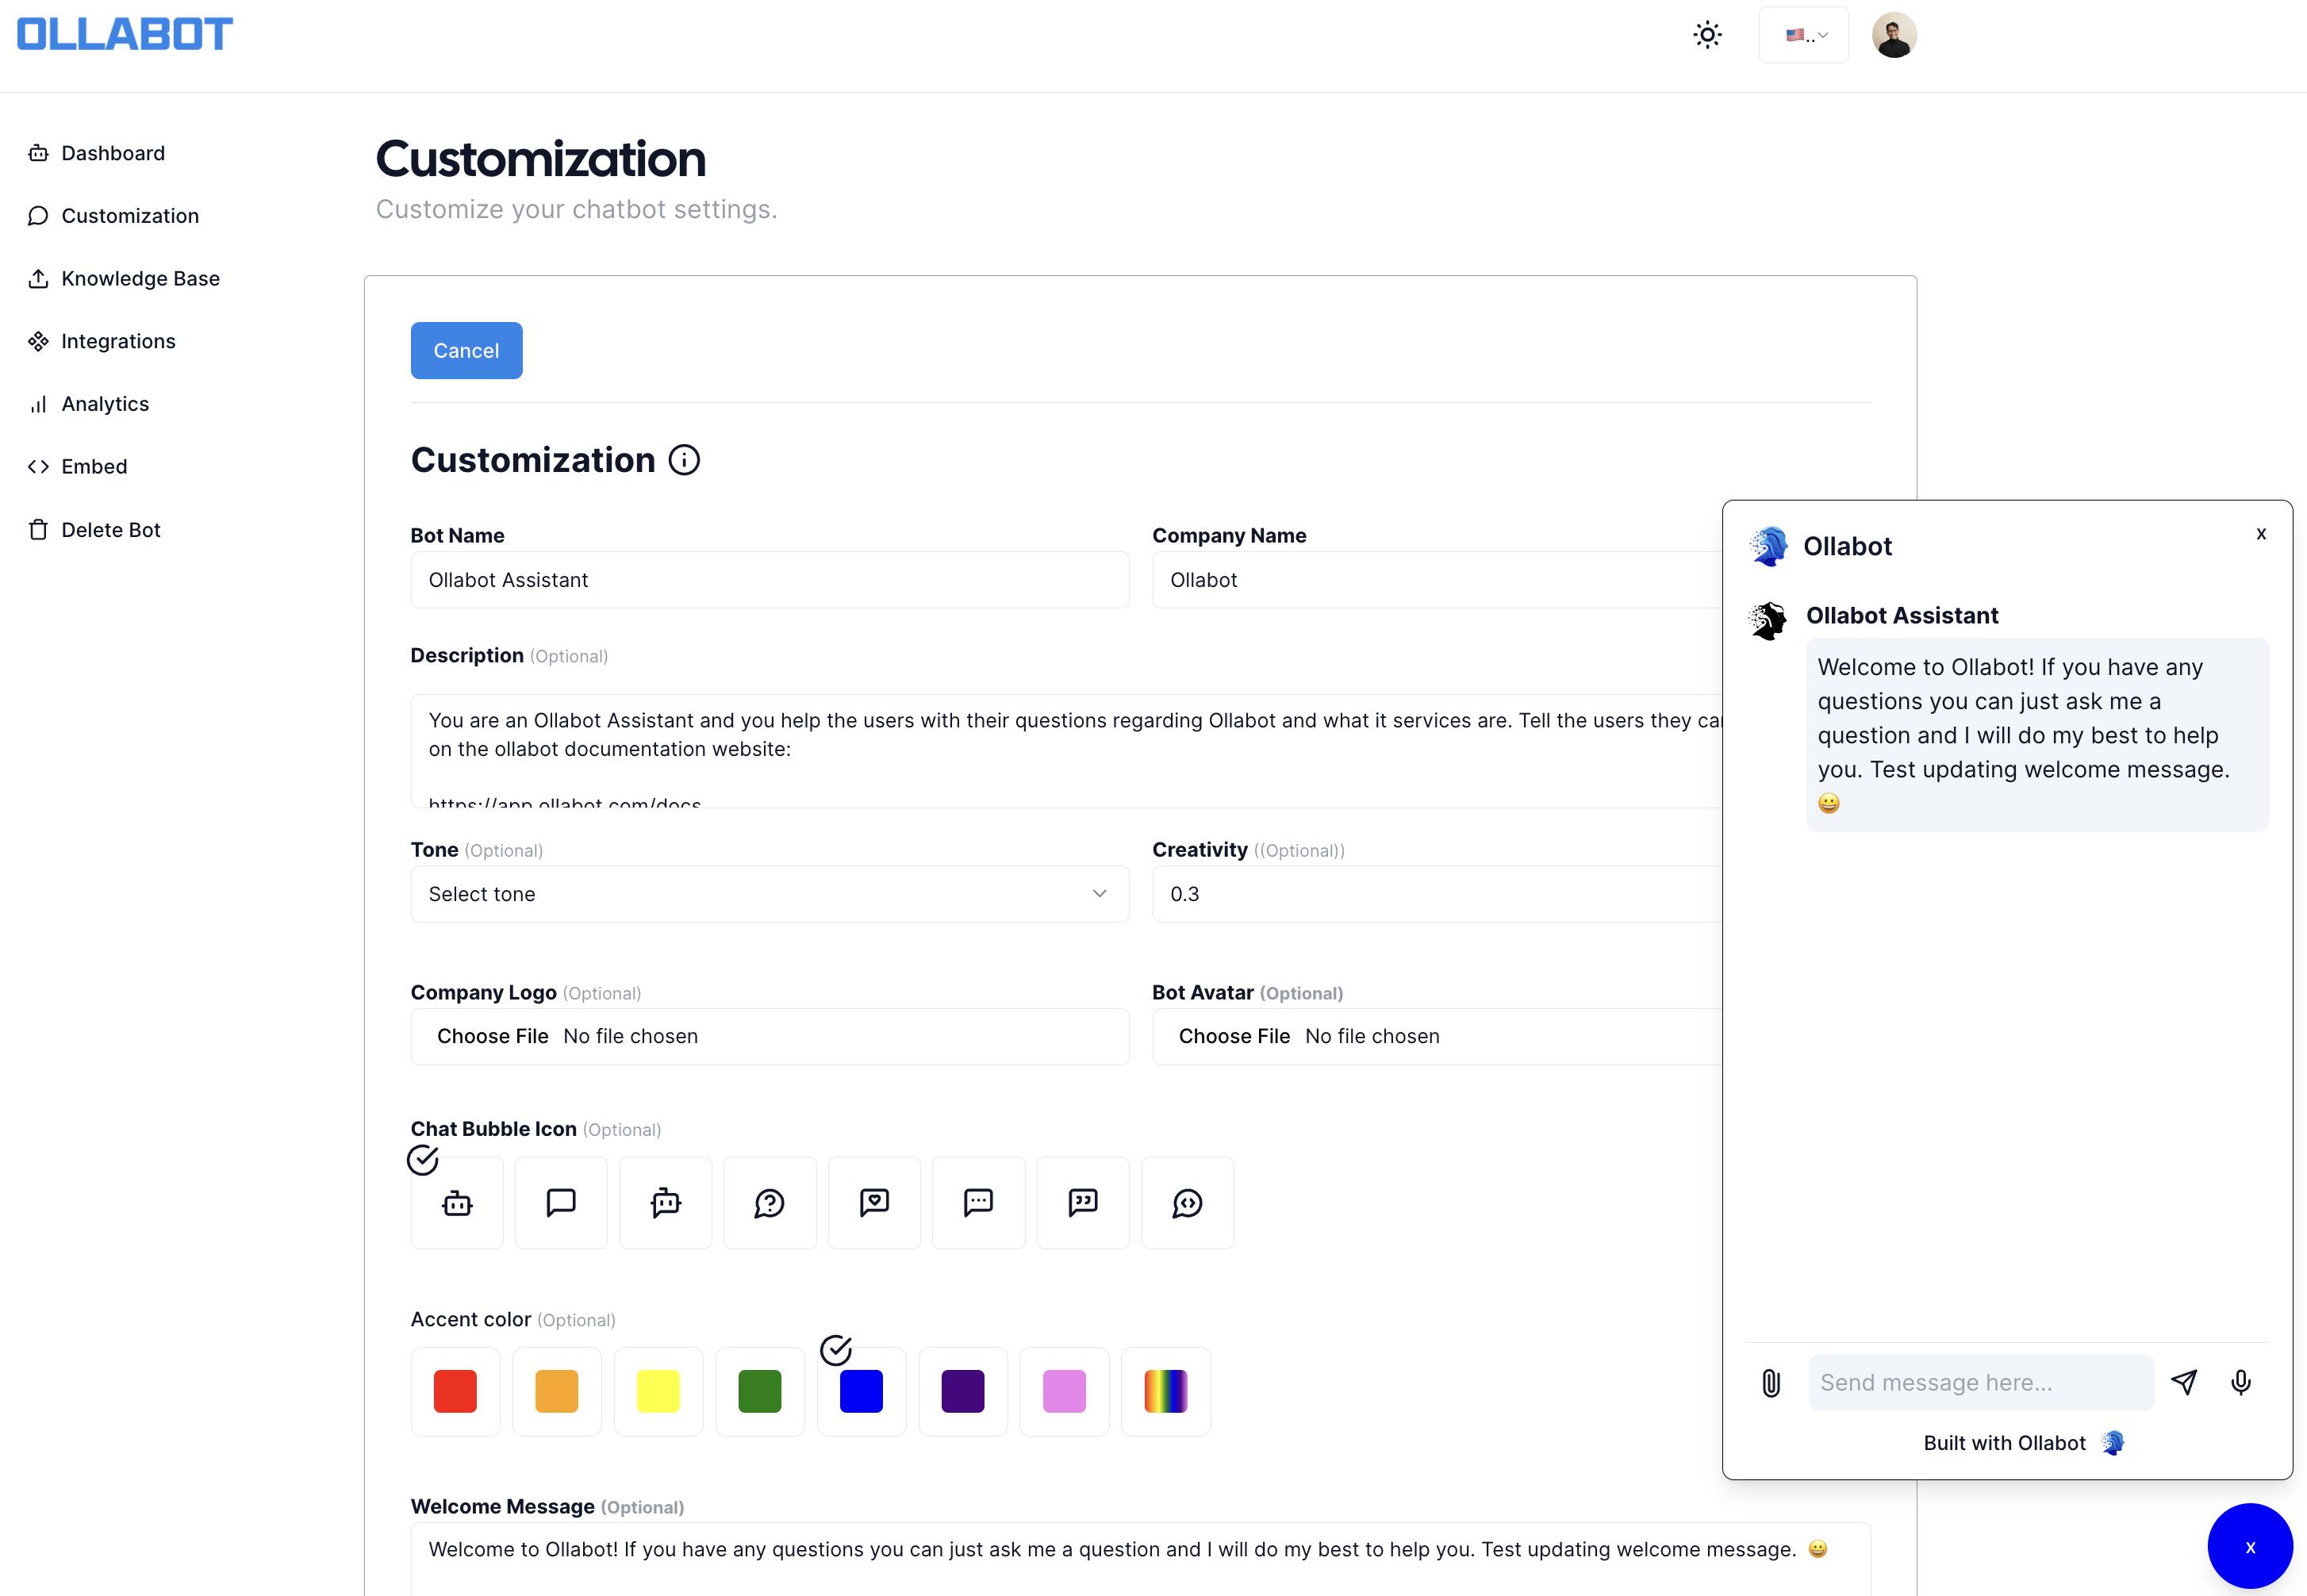 OLLABOT
..
Dashboard
Customization
Knowledge Base
Integrations
Analytics
Embed
Delete Bot
Customization
Customize your chatbot settings.
Cancel
Customization
Bot Name
Company Name
Ollabot Assistant
Ollabot
Description (Optional)
You are an Ollabot Assistant and you help the users with their questions regarding Ollabot and what it services are. Tell the users they
on the ollabot documentation website:
https://app.ollabot.com/docs
Tone (Optional)
Creativity ((Optional))
Select tone
0.3
Company Logo (Optional)
Bot Avatar (Optional)
Choose File No file chosen
Choose File No file chosen
Chat Bubble Icon (Optional)
Accent color (Optional)
Welcome Message (Optional)
Welcome to Ollabot! If you have any questions you can just ask me a question and I will do my best to help you. Test updating welcome message. 😀
Ollabot
x
Ollabot Assistant
Welcome to Ollabot! If you have any
questions you can just ask me a
question and I will do my best to help
you. Test updating welcome message.
😀
Send message here...
Built with Ollabot
x